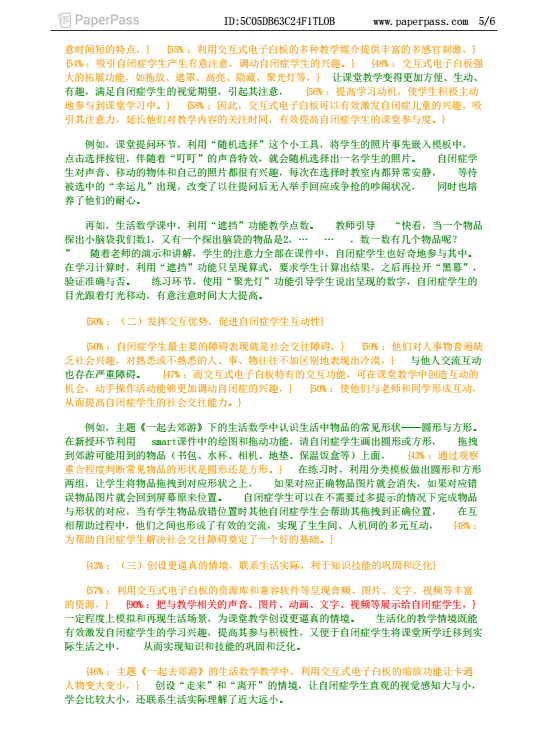 PaperPass ID:5C05DB63C24F1TLOB www.paperpass.com 5/6
意时间短的特点，} {55%：利用交互式电子白板的多种教学媒介提供丰富的多感官刺激，}
{54%：吸引自闭症学生产生有意注意，调动自闭症学生的兴趣。} {48%：交互式电子白板强
大的拓展功能，如拖放、遮罩、高亮、隐藏、聚光灯等，} 让课堂教学变得更加方便、生动、
有趣，满足自闭症学生的视觉期望，引起其注意， {56%：提高学习动机，使学生积极主动
地参与到课堂学习中。} {58%：因此，交互式电子白板可以有效激发自闭症儿童的兴趣，吸
引其注意力，延长他们对教学内容的关注时间，有效提高自闭症学生的课堂参与度。}
例如，课堂提问环节，利用“随机选择”这个小工具，将学生的照片事先嵌入模板中，
点击选择按钮，伴随着“叮叮”的声音特效，就会随机选择出一名学生的照片。 自闭症学
生对声音、移动的物体和自己的照片都很有兴趣，每次在选择时教室内都异常安静， 等待
被选中的“幸运儿”出现，改变了以往提问后无人举手回应或争抢的吵闹状况， 同时也培
养了他们的耐心。
再如，生活数学课中，利用“遮挡”功能教学点数。 教师引导 “快看，当一个物品
探出小脑袋我们数1，又有一个探出脑袋的物品是2，… … ，数一数有几个物品呢？
” 随着老师的演示和讲解，学生的注意力全部在课件中，自闭症学生也好奇地参与其中。
在学习计算时，利用“遮挡”功能只呈现算式，要求学生计算出结果，之后再拉开“黑幕”，
验证准确与否。 练习环节，使用“聚光灯”功能引导学生说出呈现的数字，自闭症学生的
目光跟着灯光移动，有意注意时间大大提高。
{50%：（二）发挥交互优势，促进自闭症学生互动性}
{50%：自闭症学生最主要的障碍表现就是社会交往障碍，} {59%：他们对人事物普遍缺
乏社会兴趣，对熟悉或不熟悉的人、事、物往往不加区别地表现出冷漠，} 与他人交流互动
也存在严重障碍。 {47%：而交互式电子白板特有的交互功能，可在课堂教学中创造互动的
机会，动手操作活动能够更加调动自闭症的兴趣，} {50%：使他们与老师和同学形成互动，
从而提高自闭症学生的社会交往能力。}
例如，主题《一起去郊游》下的生活数学中认识生活中物品的常见形状——圆形与方形。
在新授环节利用 smart课件中的绘图和拖动功能，请自闭症学生画出圆形或方形， 拖拽
到郊游可能用到的物品（书包、水杯、相机、地垫、保温饭盒等）上面， {43%：通过观察
重合程度判断常见物品的形状是圆形还是方形。} 在练习时，利用分类模板做出圆形和方形
两组，让学生将物品拖拽到对应形状之上， 如果对应正确物品图片就会消失，如果对应错
误物品图片就会回到屏幕原来位置。 自闭症学生可以在不需要过多提示的情况下完成物品
与形状的对应，当有学生物品放错位置时其他自闭症学生会帮助其拖拽到正确位置， 在互
相帮助过程中，他们之间也形成了有效的交流，实现了生生间、人机间的多元互动， {48%：
为帮助自闭症学生解决社会交往障碍奠定了一个好的基础。}
{43%：（三）创设更逼真的情境，联系生活实际，利于知识技能的巩固和泛化}
{57%：利用交互式电子白板的资源库和兼容软件等呈现音频、图片、文字、视频等丰富
的资源，} {90%：把与教学相关的声音、图片、动画、文字、视频等展示给自闭症学生，}
一定程度上模拟和再现生活场景，为课堂教学创设更逼真的情境。 生活化的教学情境既能
有效激发自闭症学生的学习兴趣，提高其参与积极性，又便于自闭症学生将课堂所学迁移到实
际生活之中， 从而实现知识和技能的巩固和泛化。
{46%：主题《一起去郊游》的生活数学教学中，利用交互式电子白板的缩放功能让卡通
人物变大变小，} 创设“走来”和“离开”的情境，让自闭症学生直观的视觉感知大与小，
学会比较大小，还联系生活实际理解了近大远小。